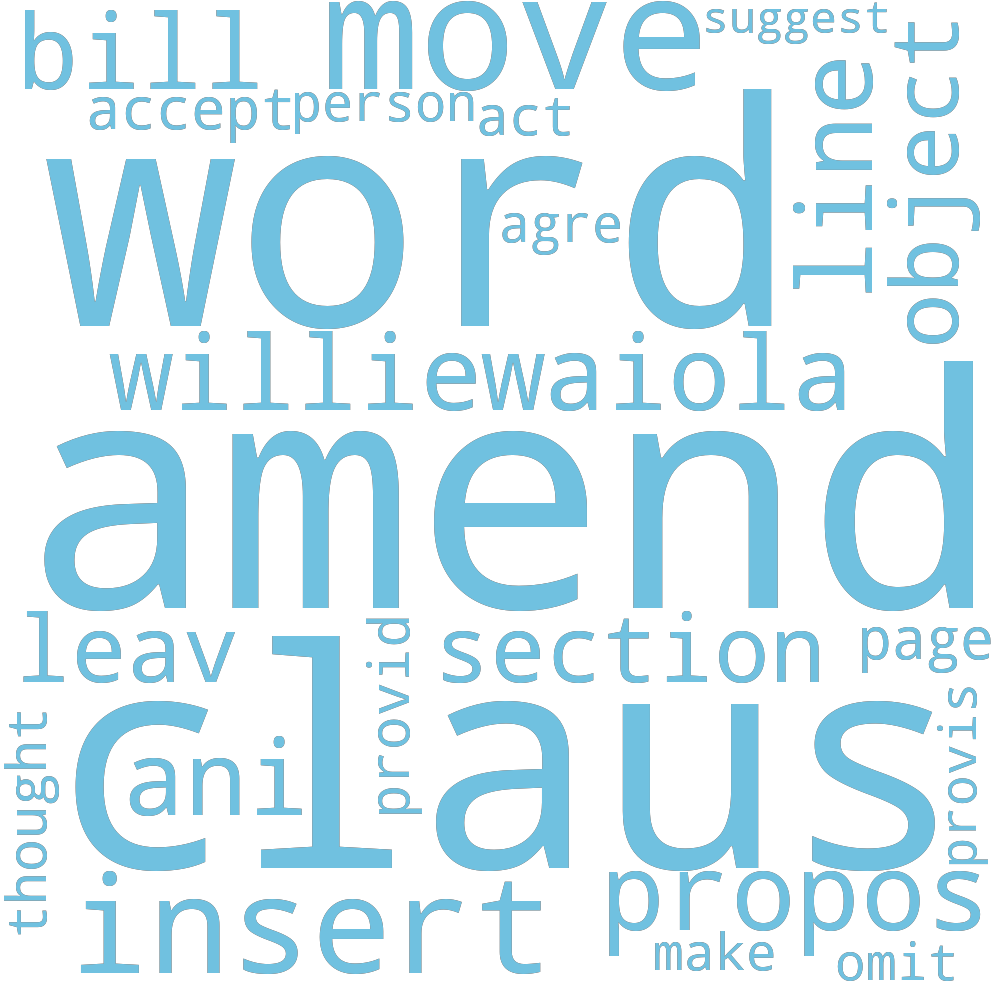 bill
move
suggest
accept
person
act
line
object
word
agre
williewaiola
amend
leav
provid
section
page
claus
ani
thought
provis
insert
propos
make
omit